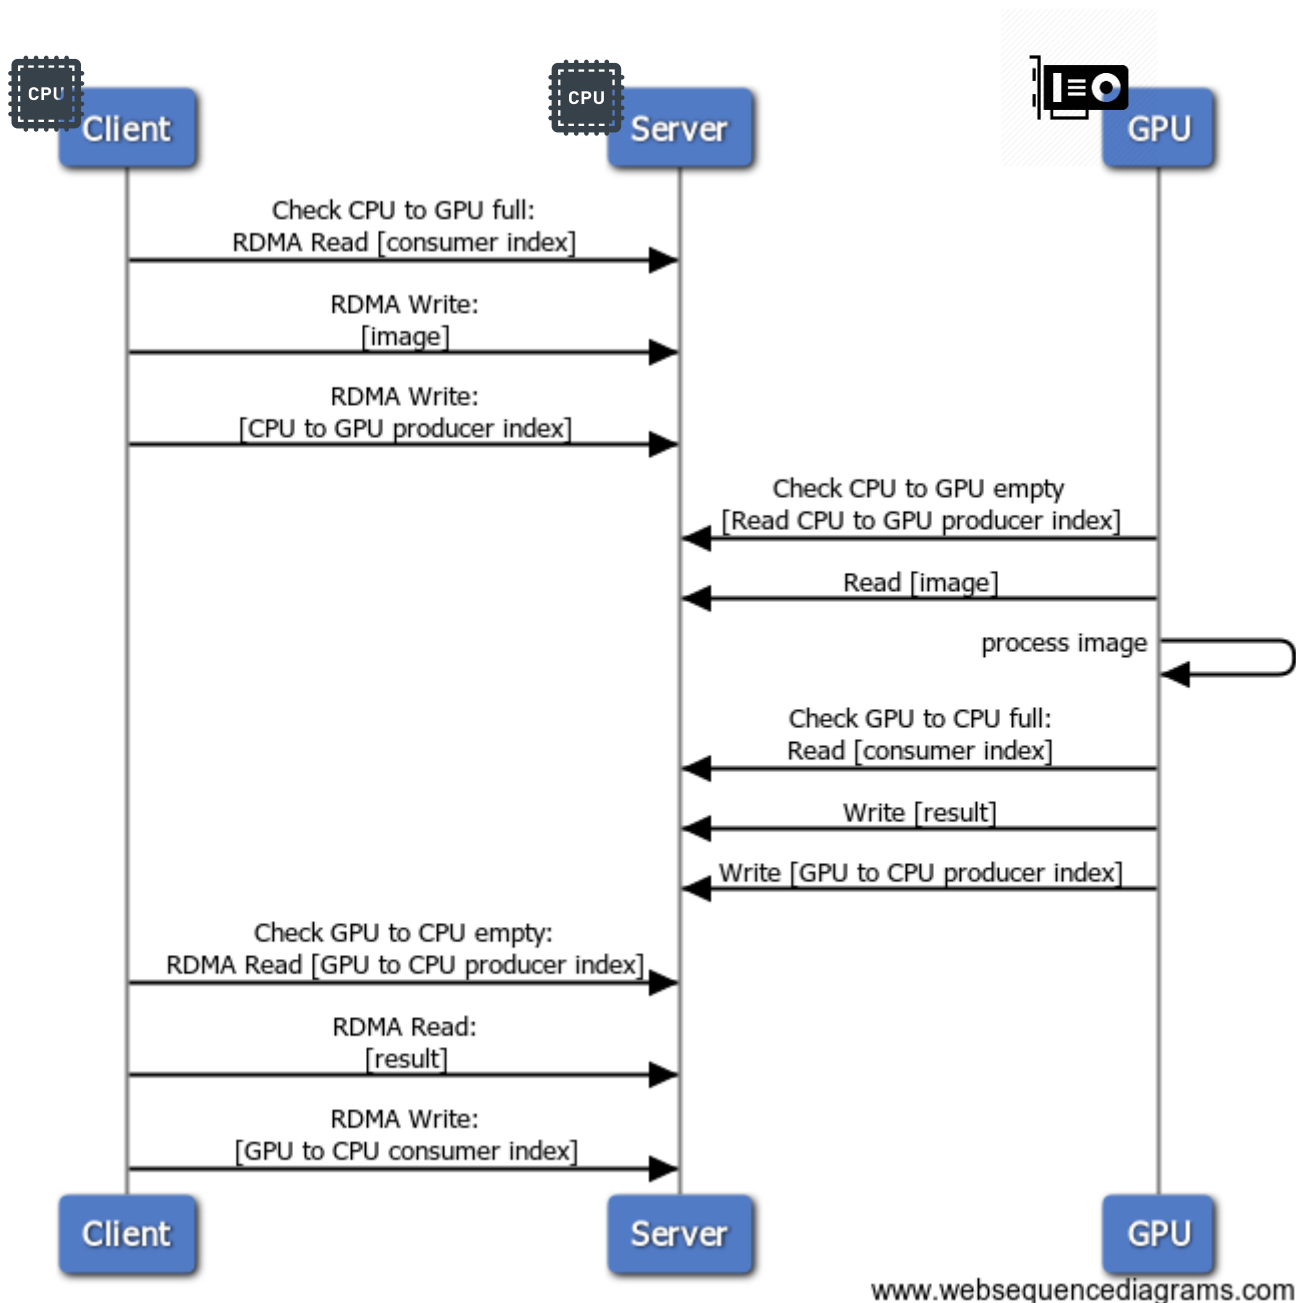 CPU
Client
CPU
Server
GPU
Check CPU to GPU full:
RDMA Read [consumer index]
RDMA Write:
[image]
RDMA Write:
[CPU to GPU producer index]
Check CPU to GPU empty
[Read CPU to GPU producer index]
Read [image]
process image
Check GPU to CPU full:
Read [consumer index]
Write [result]
Write [GPU to CPU producer index]
Check GPU to CPU empty:
RDMA Read [GPU to CPU producer index]
RDMA Read:
[result]
RDMA Write:
[GPU to CPU consumer index]
Client
Server
GPU
www.websequencediagrams.com